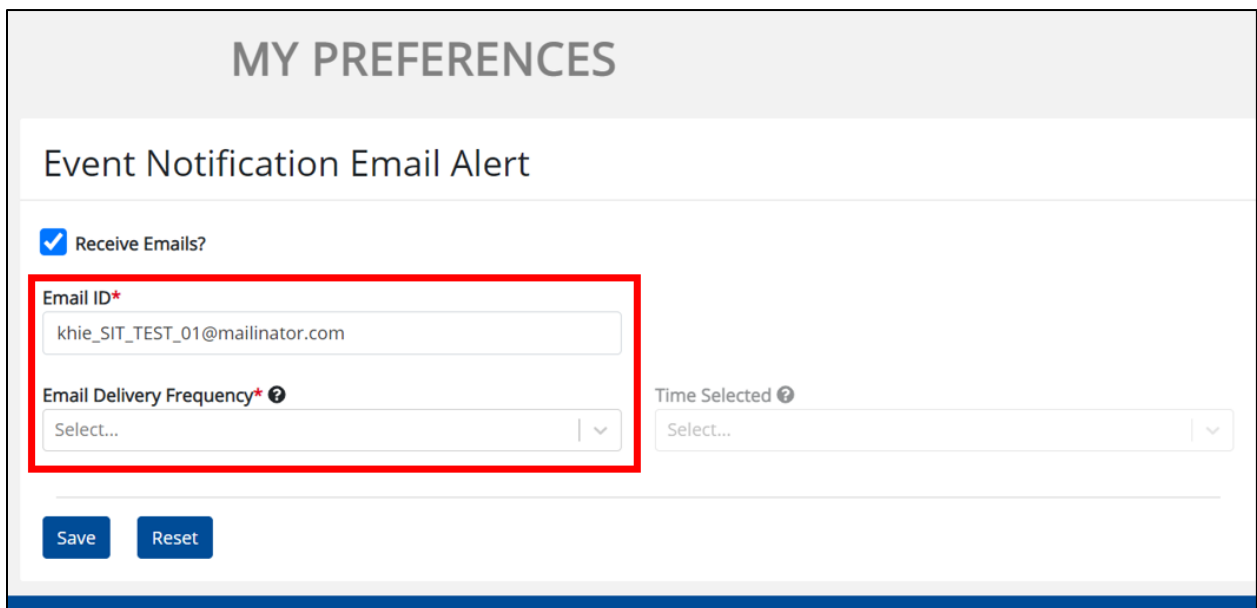 MY PREFERENCES
Event Notification Email Alert
Receive Emails?
Email ID*
khie_SIT_TEST_01@mailinator.com
Email Delivery Frequency* ?
Time Selected ?
Select...
Select...
Save
Reset